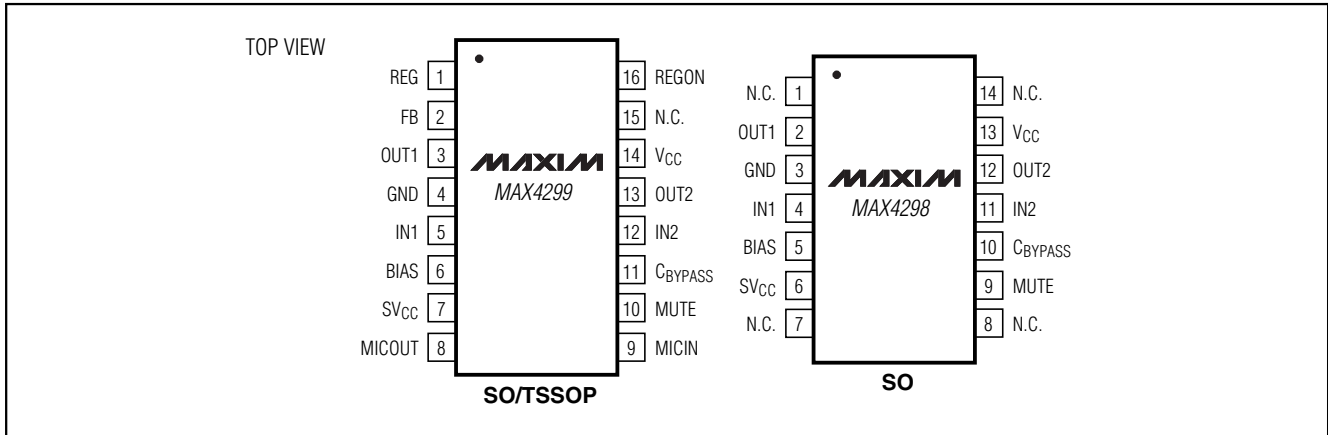 TOP VIEW
REG 1
FB 2
OUT1 3
GND 4
IN1 5
BIAS 6
SVCC 7
MICOUT 8
MAXIM
MAX4299
16 REGON
15 N.C.
14 VCC
13 OUT2
12 IN2
11 CBYPASS
10 MUTE
9 MICIN
SO/TSSOP
N.C. 1
OUT1 2
GND 3
IN1 4
BIAS 5
SVCC 6
N.C. 7
MAXIM
MAX4298
14 N.C.
13 VCC
12 OUT2
11 IN2
10 CBYPASS
9 MUTE
8 N.C.
SO